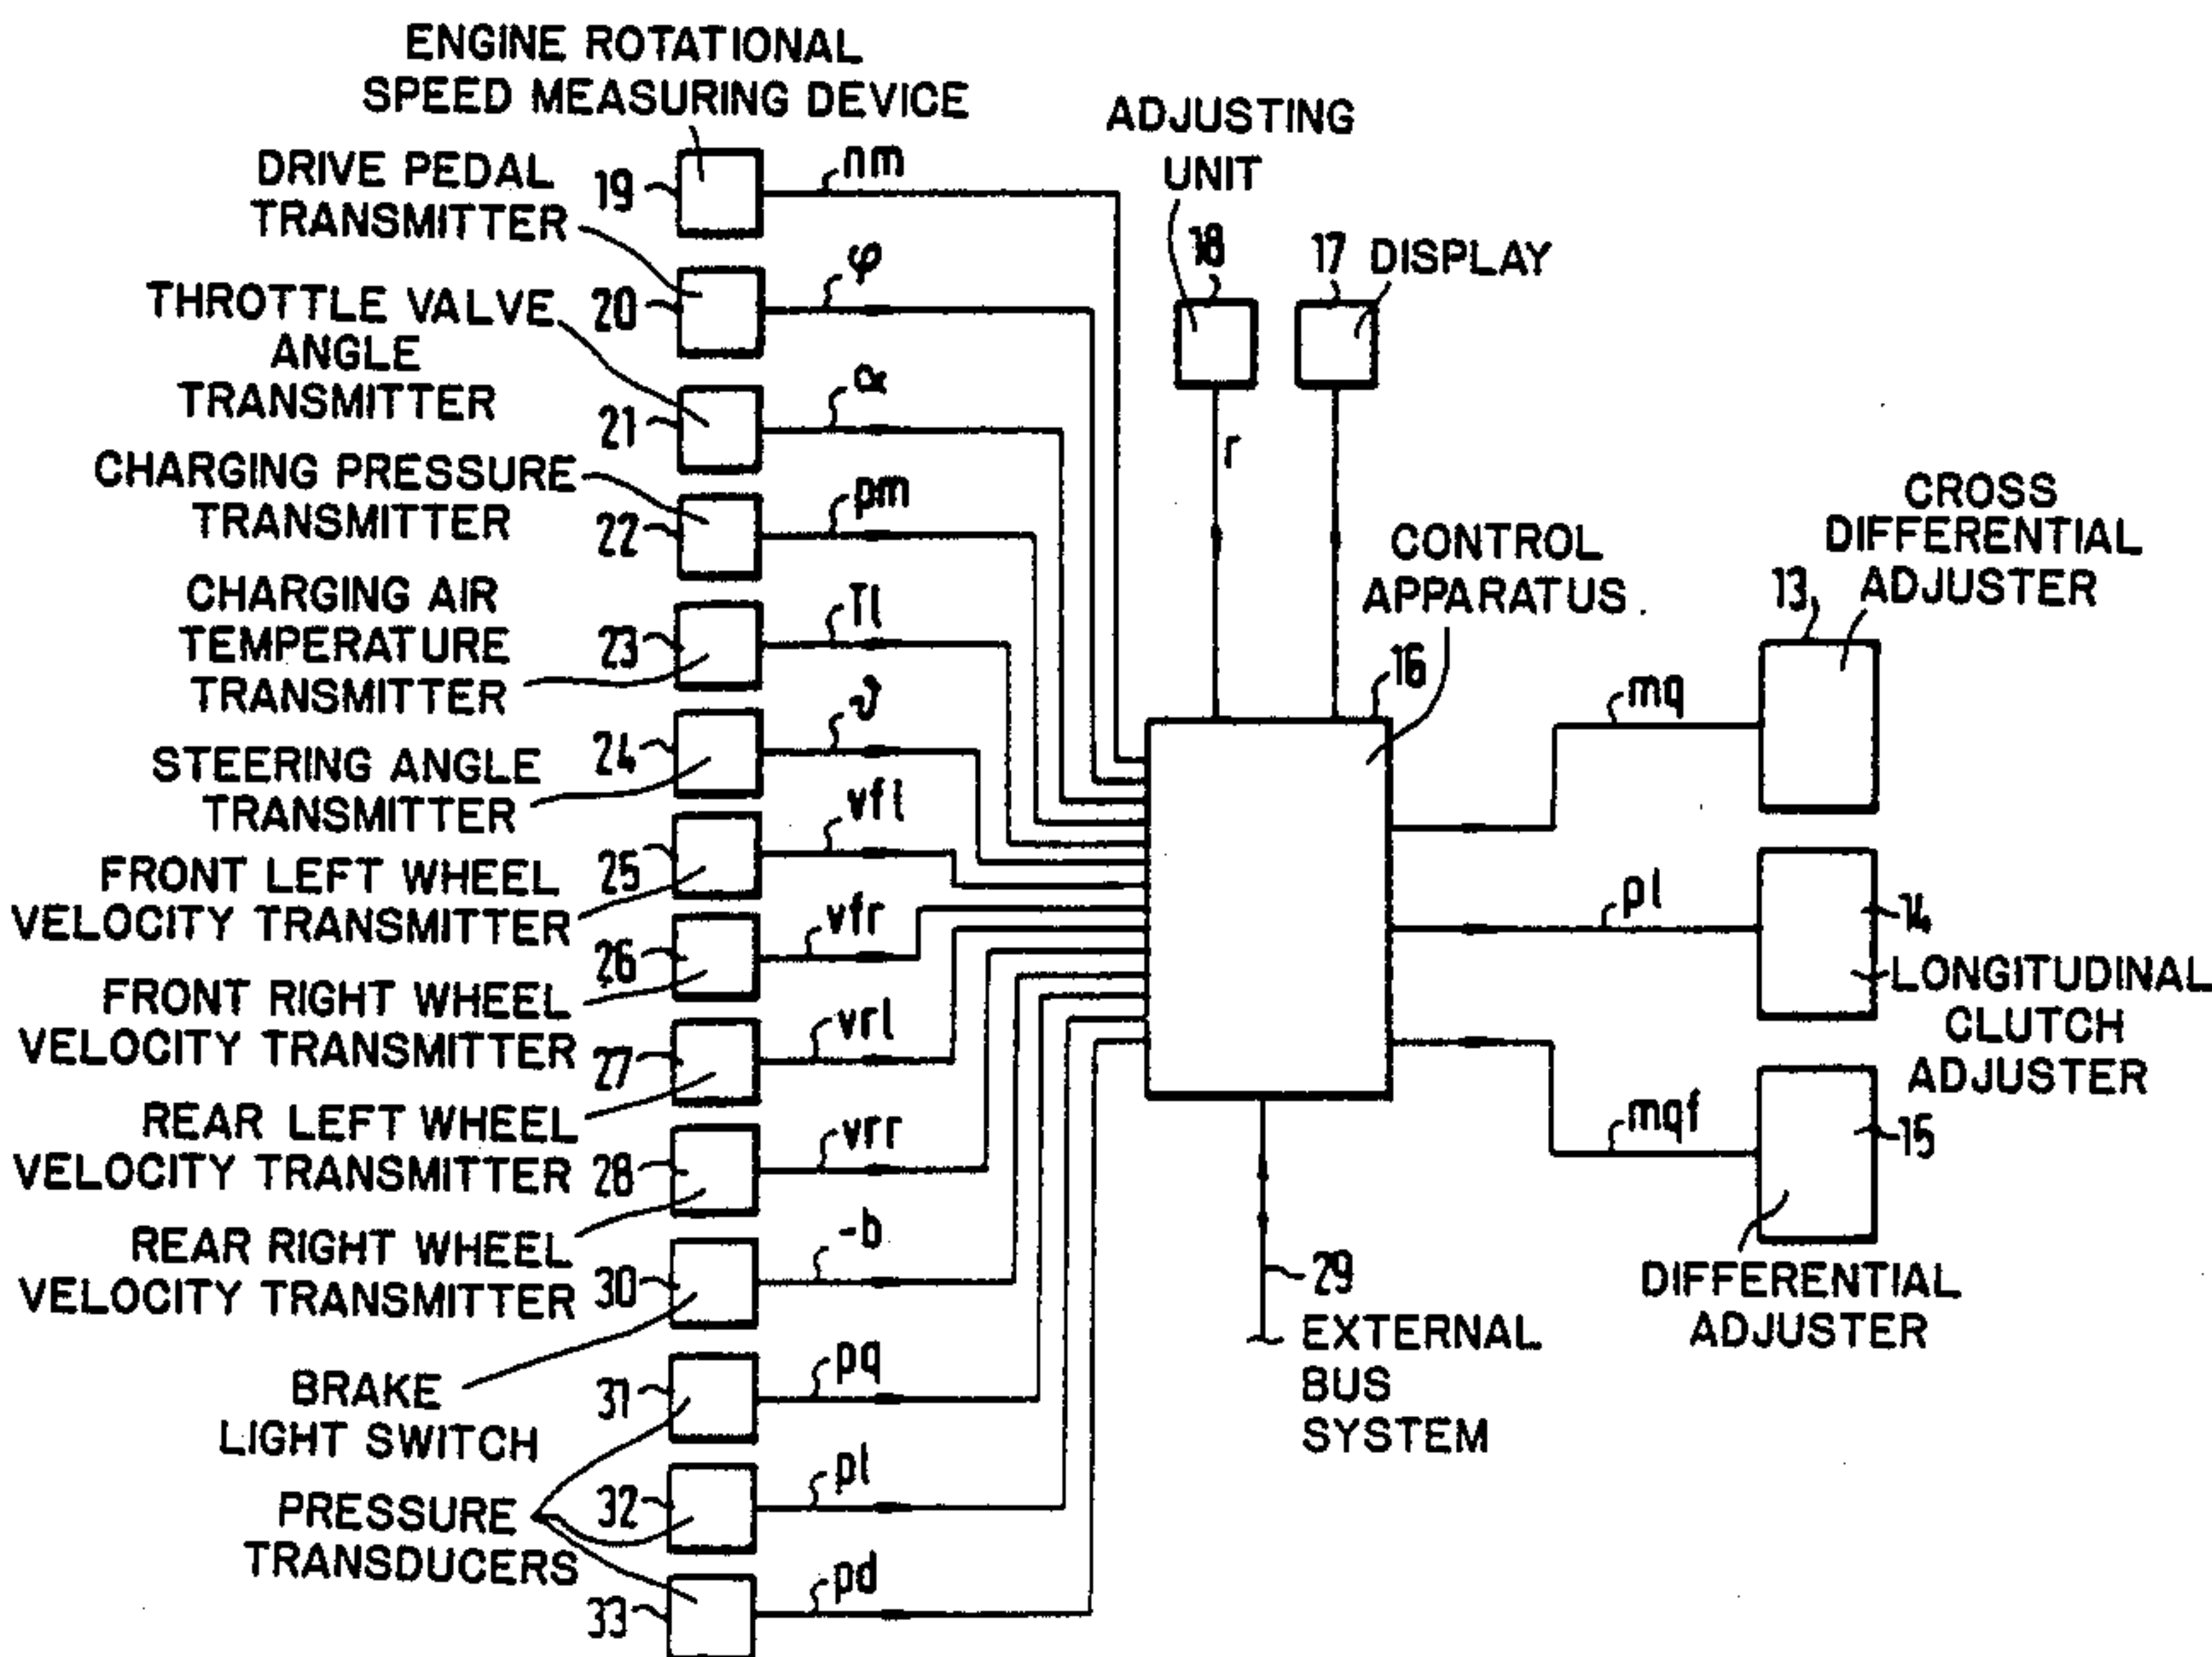 ENGINE ROTATIONAL
SPEED MEASURING DEVICE
19
nm
DRIVE PEDAL
TRANSMITTER
20
φ
THROTTLE VALVE
ANGLE
TRANSMITTER
21
α
CHARGING PRESSURE
TRANSMITTER
22
pm
CHARGING AIR
TEMPERATURE
TRANSMITTER
23
Tl
STEERING ANGLE
TRANSMITTER
24
ϑ
FRONT LEFT WHEEL
VELOCITY TRANSMITTER
25
vfl
FRONT RIGHT WHEEL
VELOCITY TRANSMITTER
26
vfr
REAR LEFT WHEEL
VELOCITY TRANSMITTER
27
vrl
REAR RIGHT WHEEL
VELOCITY TRANSMITTER
28
vrr
BRAKE
LIGHT SWITCH
30
-b
PRESSURE
TRANSDUCERS
31
pq
32
pl
33
pd
ADJUSTING
UNIT
18
r
17 DISPLAY
CONTROL
APPARATUS
16
29
EXTERNAL
BUS
SYSTEM
CROSS
DIFFERENTIAL
ADJUSTER
13
mq
pl
14
LONGITUDINAL
CLUTCH
ADJUSTER
mqf
15
DIFFERENTIAL
ADJUSTER